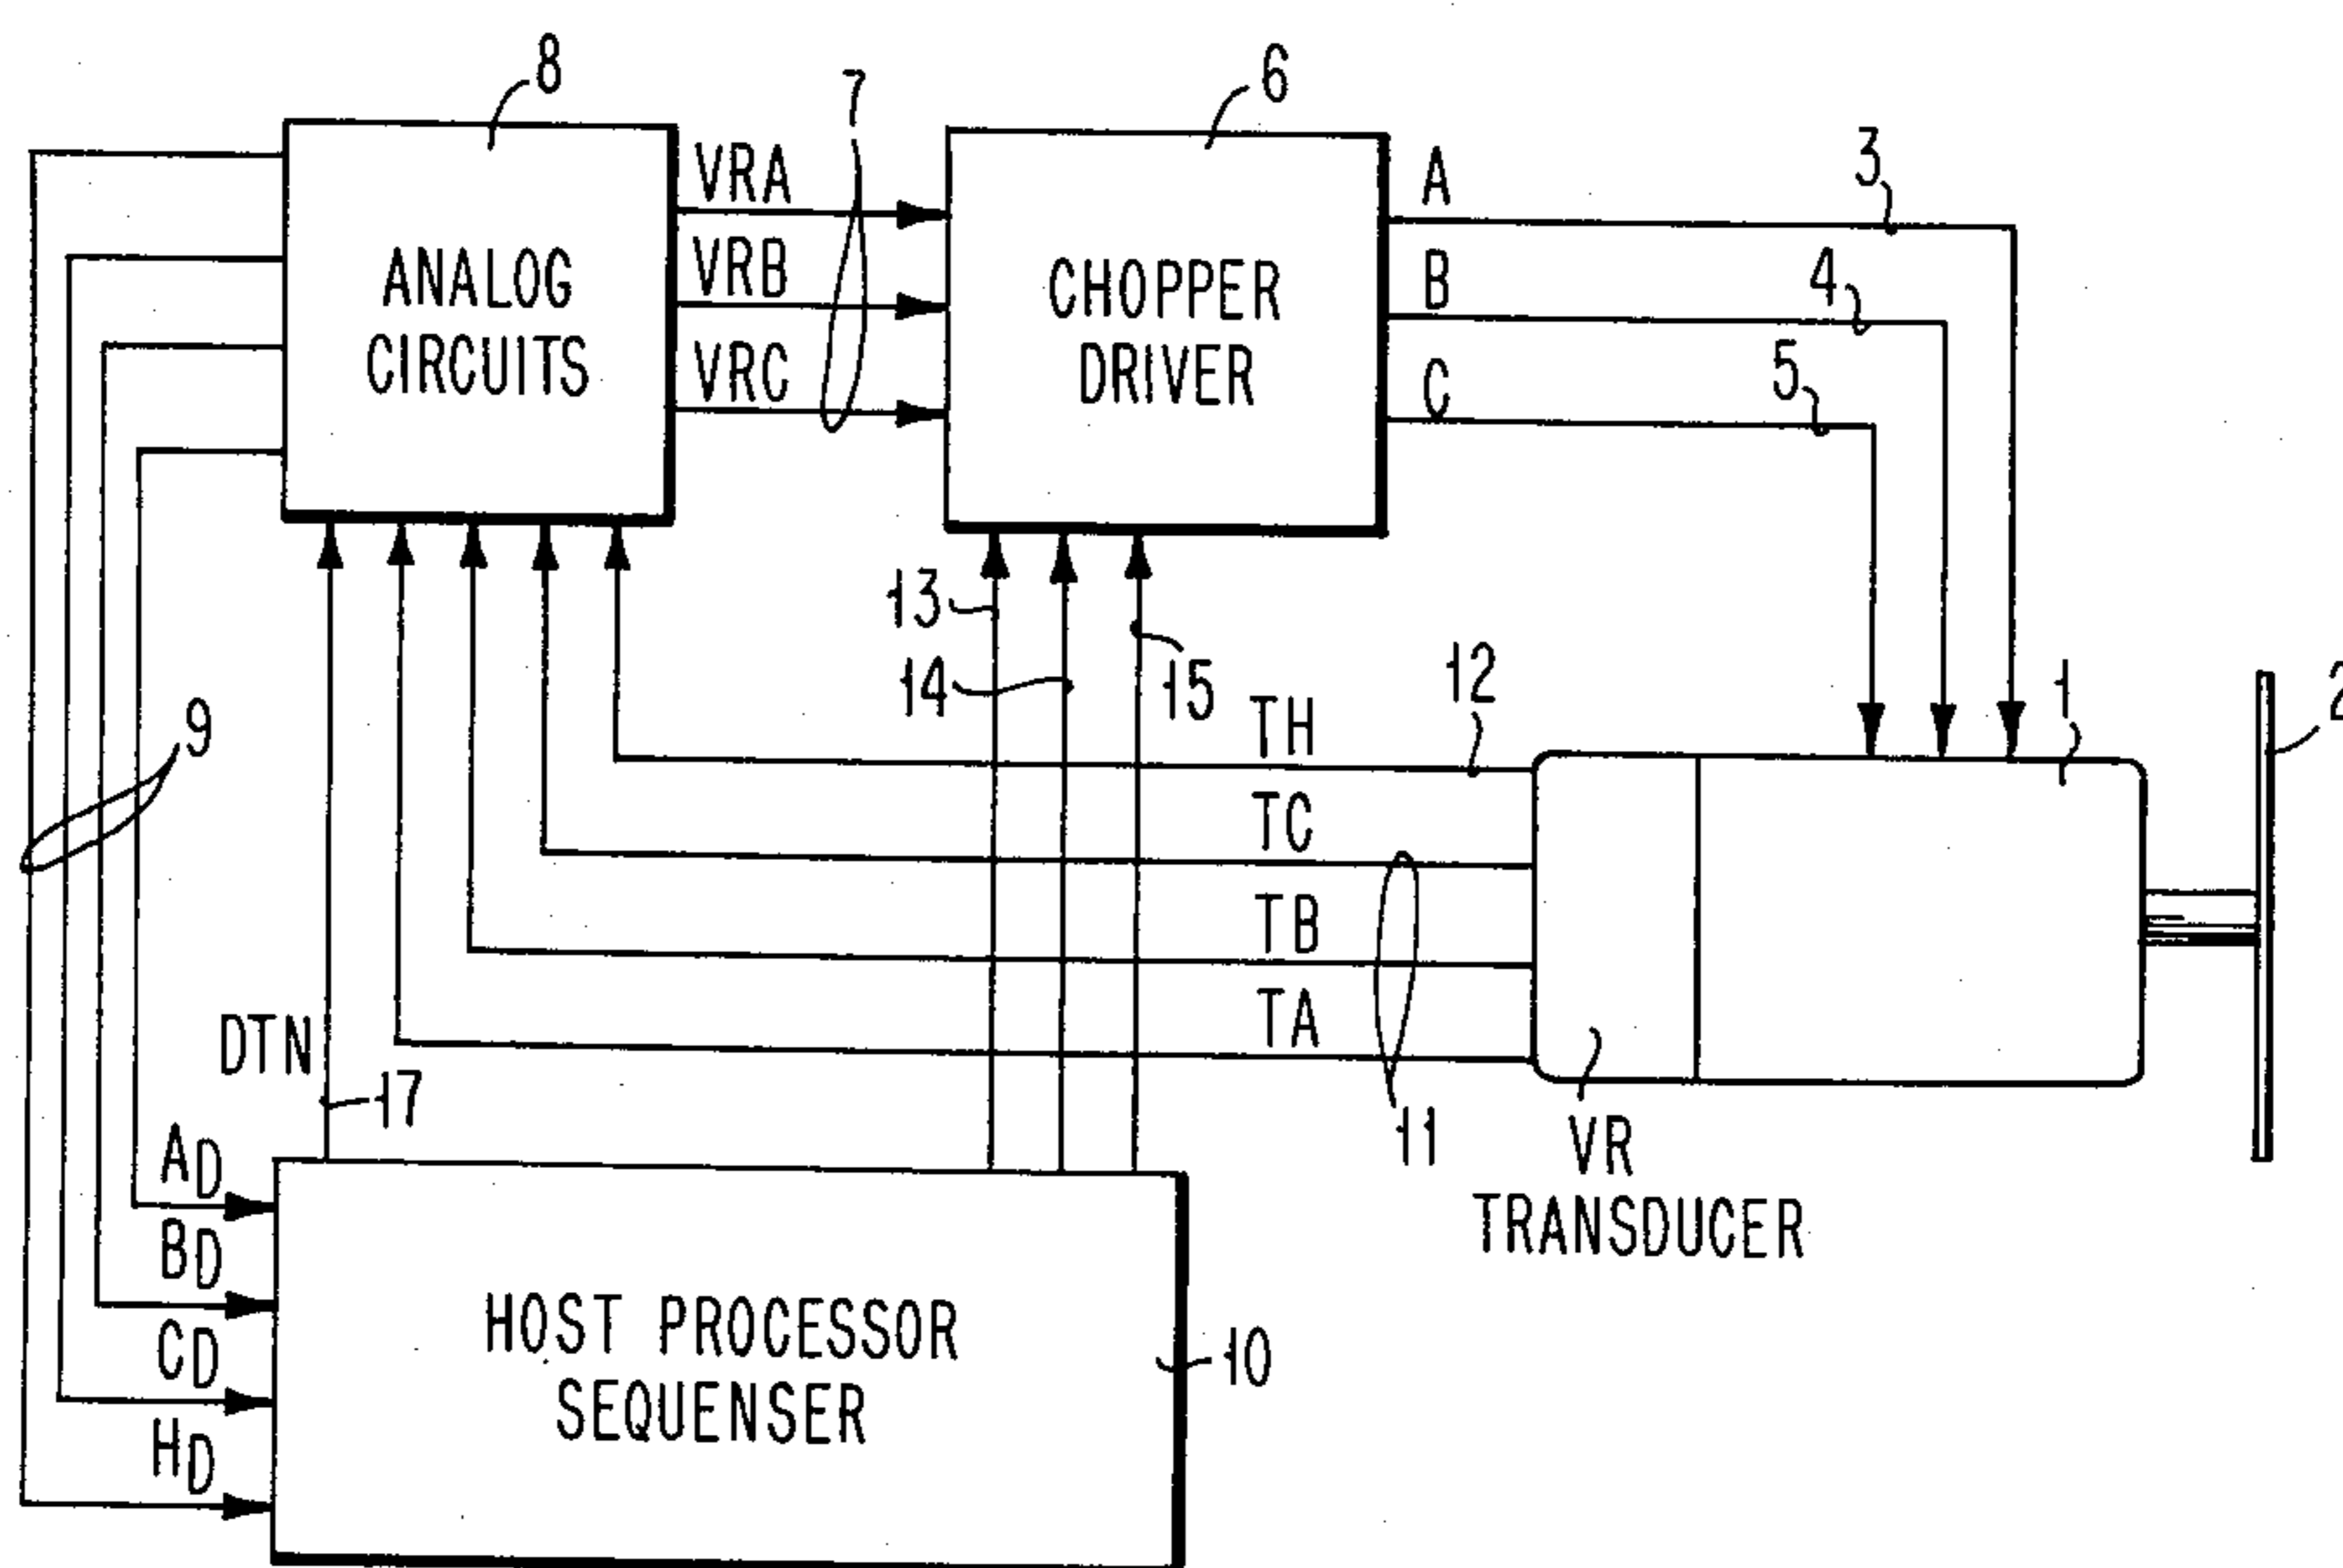 8
7
6
VRA
A
3
VRB
B
4
ANALOG
CIRCUITS
CHOPPER
DRIVER
VRC
C
5
13
14
15
12
1
2
9
TH
TC
TB
TA
DTN
17
11
VR
TRANSDUCER
AD
BD
CD
HD
HOST PROCESSOR
SEQUENSER
10